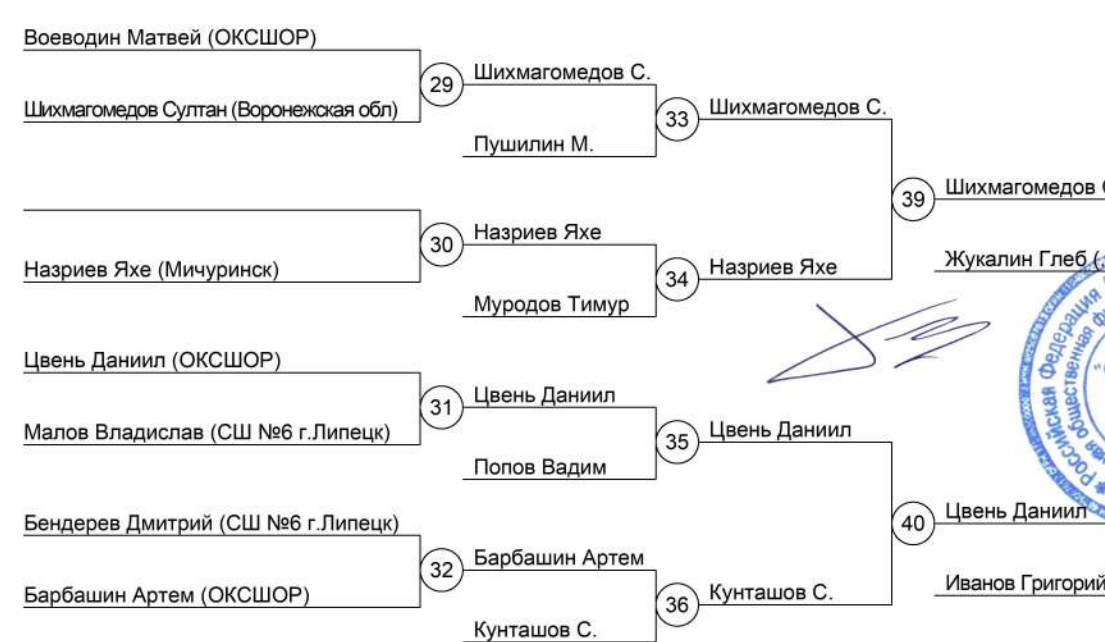 Воеводин Матвей (ОКСШОР)
Шихмагомедов Султан (Воронежская обл)
29
Шихмагомедов С.
Пушилин М.
33
Шихмагомедов С.
39
Шихмагомедов
Назриев Яхе (Мичуринск)
30
Назриев Яхе
Муродов Тимур
34
Назриев Яхе
Жукалин Глеб (
Цвень Даниил (ОКСШОР)
Малов Владислав (СШ №6 г.Липецк)
31
Цвень Даниил
Попов Вадим
35
Цвень Даниил
40
Цвень Даниил
Бендерев Дмитрий (СШ №6 г.Липецк)
Барбашин Артем (ОКСШОР)
32
Барбашин Артем
Кунташов С.
36
Кунташов С.
Иванов Григорий
Российская Федерация
общественная